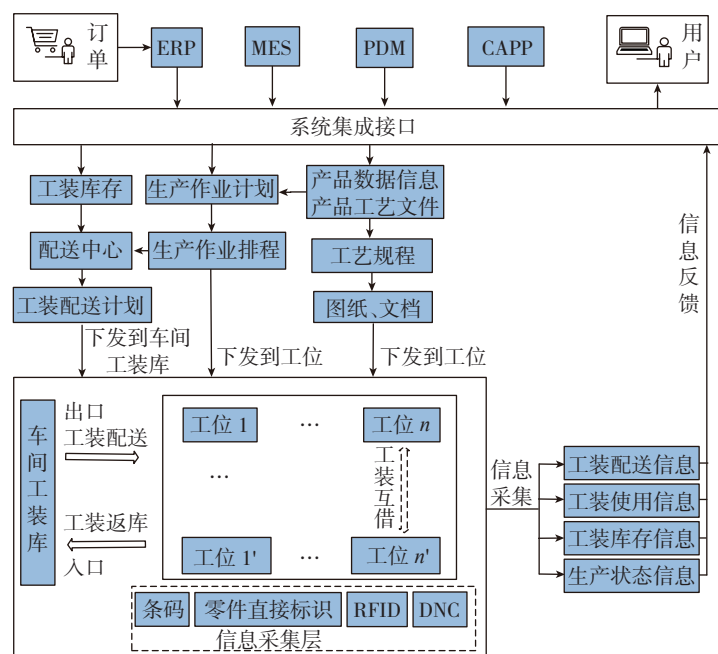 订单
ERP
MES
PDM
CAPP
用户
系统集成接口
工装库存
生产作业计划
产品数据信息
产品工艺文件
配送中心
生产作业排程
工艺规程
工装配送计划
图纸、文档
下发到车间
工装库
下发到工位
下发到工位
信息反馈
车间工装库
出口
工装配送
工装返库
入口
工位 1
…
工位 n
…
工装互借
工位 1'
…
工位 n'
条码
零件直接标识
RFID
DNC
信息采集层
信息
采集
工装配送信息
工装使用信息
工装库存信息
生产状态信息